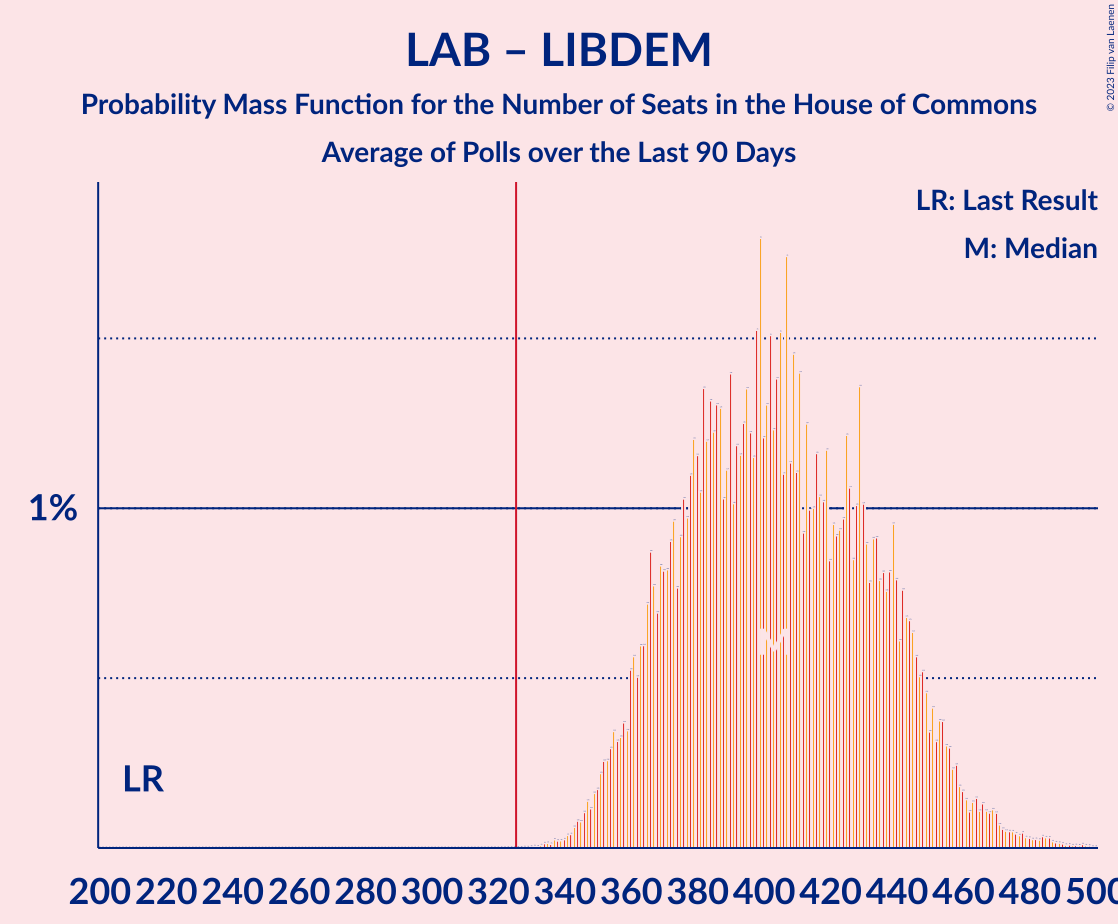 LAB – LIBDEM
Probability Mass Function for the Number of Seats in the House of Commons
Average of Polls over the Last 90 Days
© 2023 Filip van Laenen
LR: Last Result
M: Median
1%
M
LR
200 220 240 260 280 300 320 340 360 380 400 420 440 460 480 500